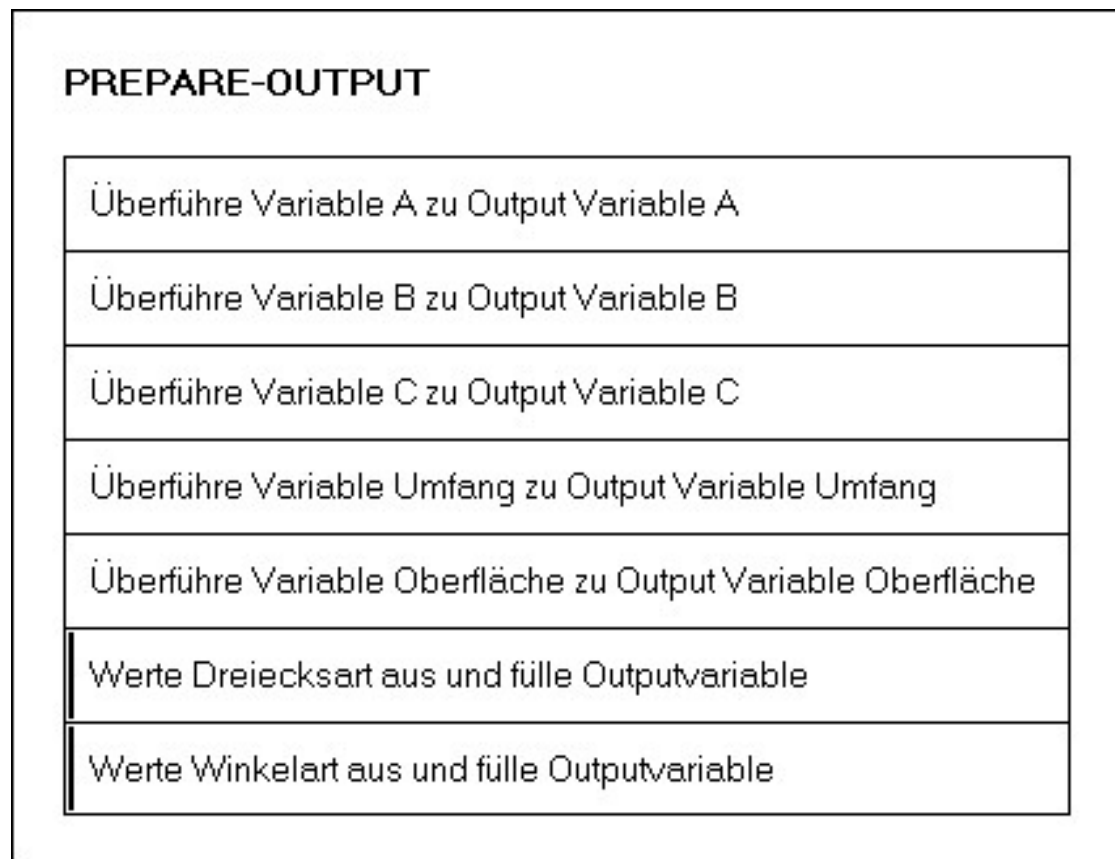 PREPARE-OUTPUT
Überführe Variable A zu Output Variable A
Überführe Variable B zu Output Variable B
Überführe Variable C zu Output Variable C
Überführe Variable Umfang zu Output Variable Umfang
Überführe Variable Oberfläche zu Output Variable Oberfläche
Werte Dreiecksart aus und fülle Outputvariable
Werte Winkelart aus und fülle Outputvariable